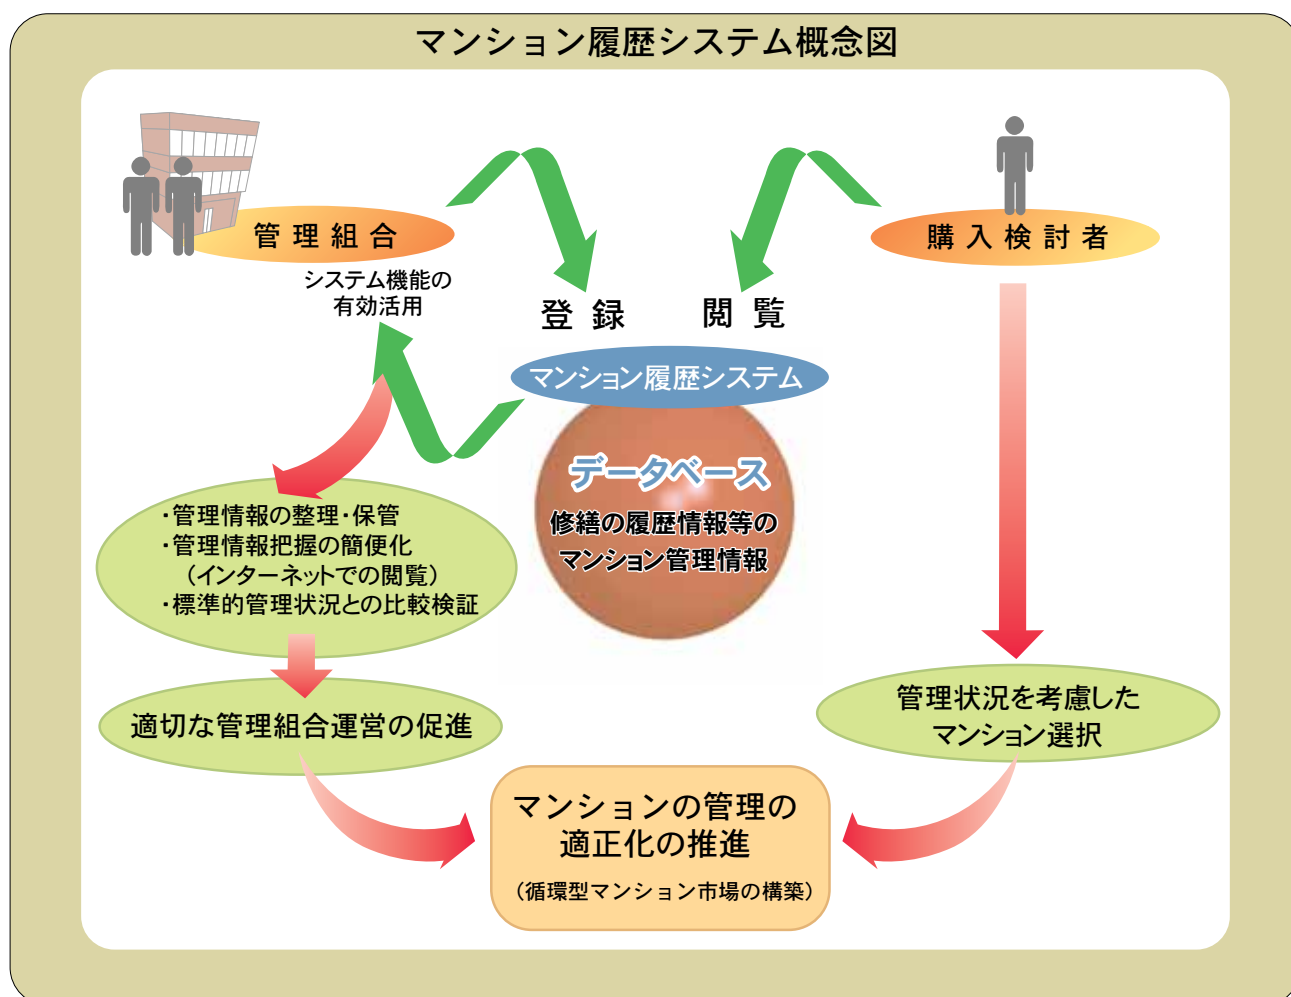 マンション履歴システム概念図
管理組合
システム機能の
有効活用
購入検討者
登録
閲覧
マンション履歴システム
データベース
修繕の履歴情報等の
マンション管理情報
・管理情報の整理・保管
・管理情報把握の簡便化
（インターネットでの閲覧）
・標準的管理状況との比較検証
適切な管理組合運営の促進
管理状況を考慮した
マンション選択
マンションの管理の
適正化の推進
（循環型マンション市場の構築）